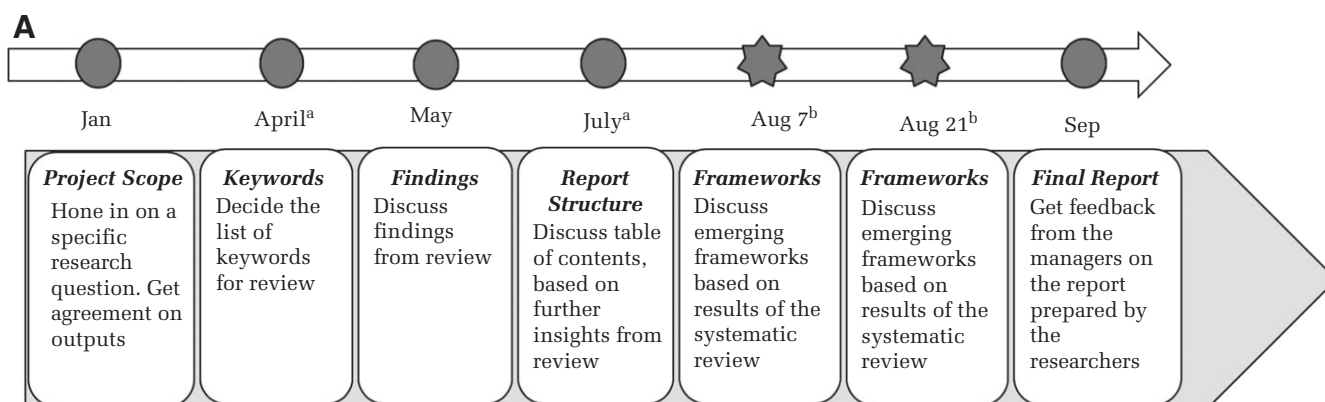 A
Jan
Aprilᵃ
May
Julyᵃ
Aug 7ᵇ
Aug 21ᵇ
Sep
Project Scope
Hone in on a
specific
research
question. Get
agreement on
outputs
Keywords
Decide the
list of
keywords
for review
Findings
Discuss
findings
from review
Report
Structure
Discuss table
of contents,
based on
further
insights from
review
Frameworks
Discuss
emerging
frameworks
based on
results of the
systematic
review
Frameworks
Discuss
emerging
frameworks
based on
results of the
systematic
review
Final Report
Get feedback
from the
managers on
the report
prepared by
the
researchers